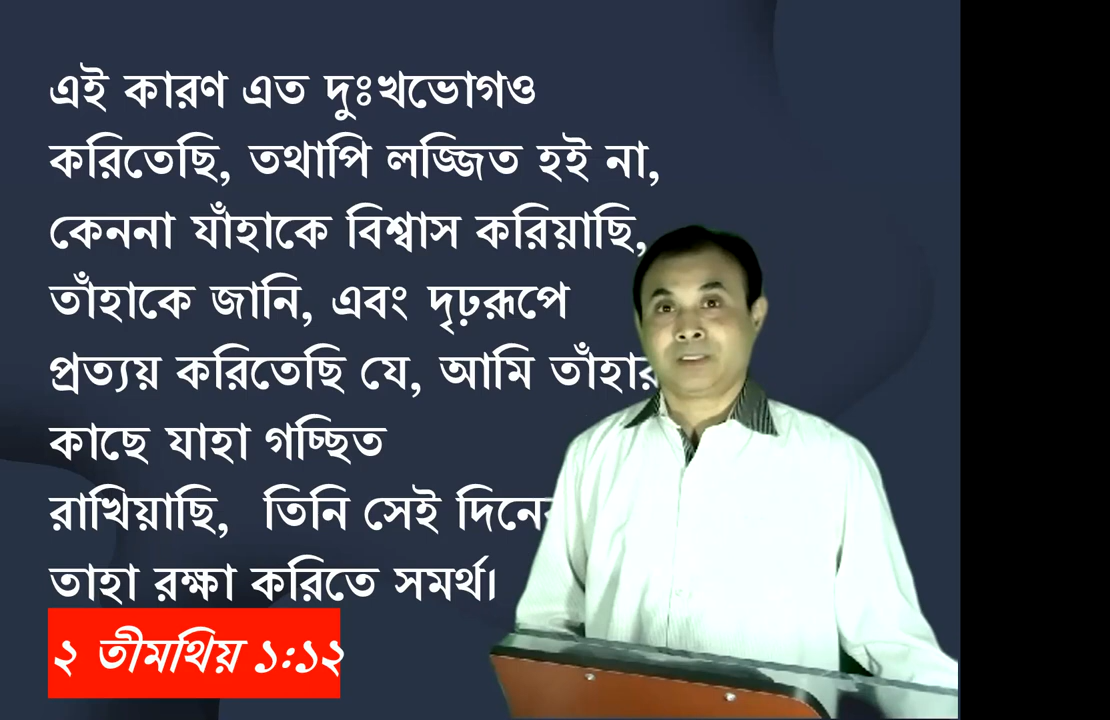 এই কারণ এত দুঃখভোগও
করিতেছি, তথাপি লজ্জিত হই না,
কেননা যাঁহাকে বিশ্বাস করিয়াছি,
তাঁহাকে জানি, এবং দৃঢ়রূপে
প্রত্যয় করিতেছি যে, আমি তাঁহার
কাছে যাহা গচ্ছিত
রাখিয়াছি, তিনি সেই
তাহা রক্ষা করিতে সমর্থ।
২ তীমথিয় ১:১২